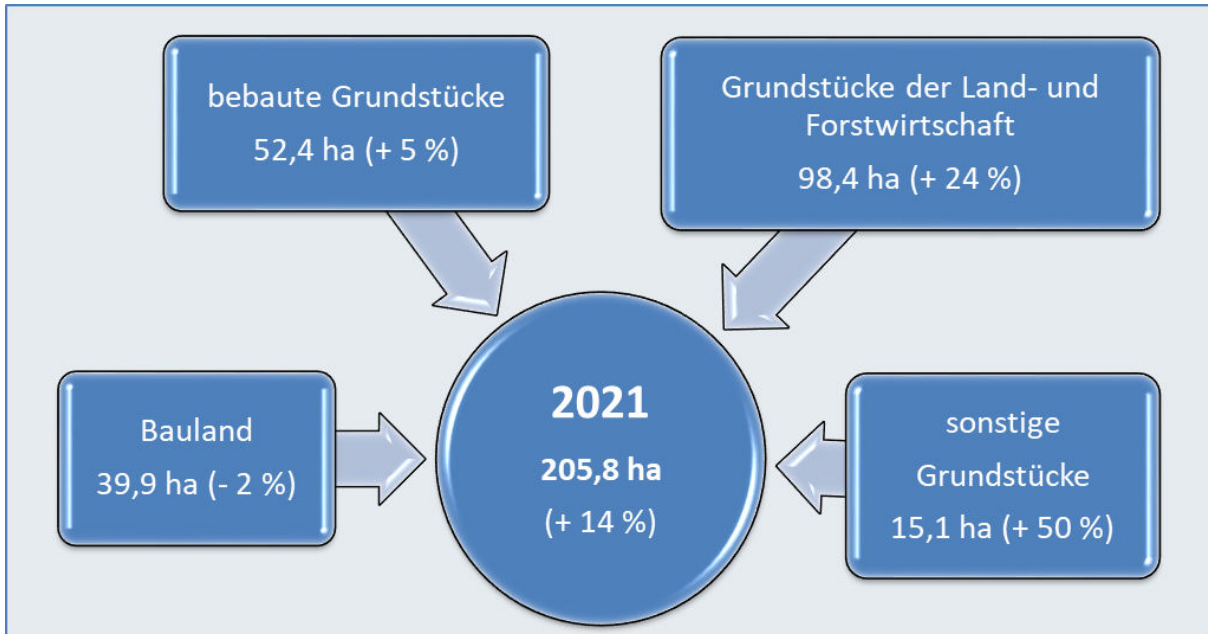 bebaute Grundstücke
52,4 ha (+ 5 %)
Grundstücke der Land- und
Forstwirtschaft
98,4 ha (+ 24 %)
Bauland
39,9 ha (- 2 %)
2021
205,8 ha
(+ 14 %)
sonstige
Grundstücke
15,1 ha (+ 50 %)